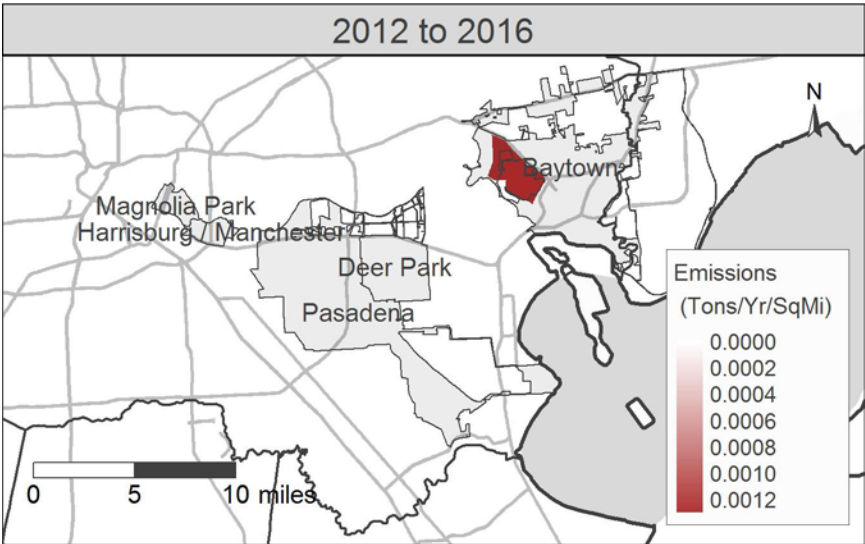 2012 to 2016
N
Baytown
Magnolia Park
Harrisburg / Manchester
Deer Park
Pasadena
Emissions
(Tons/Yr/SqMi)
0.0000
0.0002
0.0004
0.0006
0.0008
0.0010
0.0012
0 5 10 miles